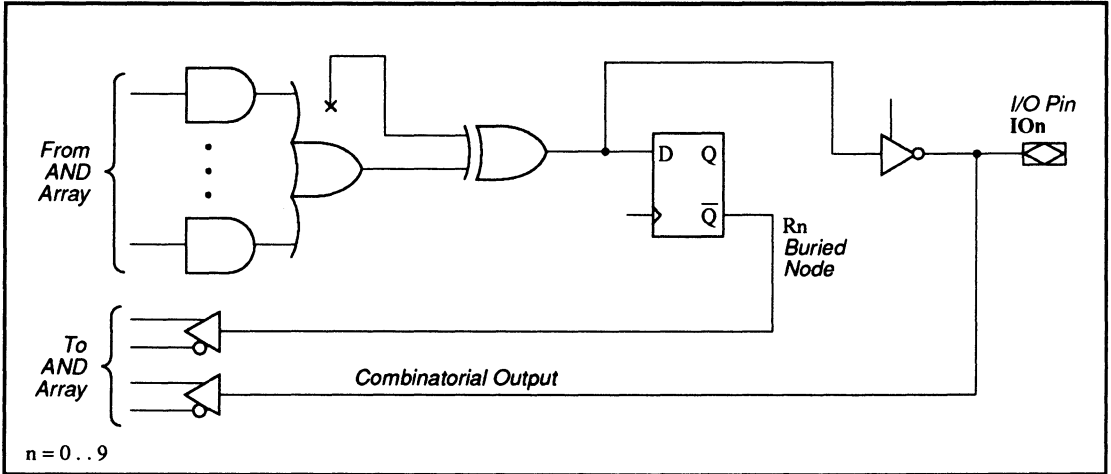 From
AND
Array
I/O Pin
IOn
D Q
Q̅
Rn
Buried
Node
To
AND
Array
Combinatorial Output
n = 0 . . 9